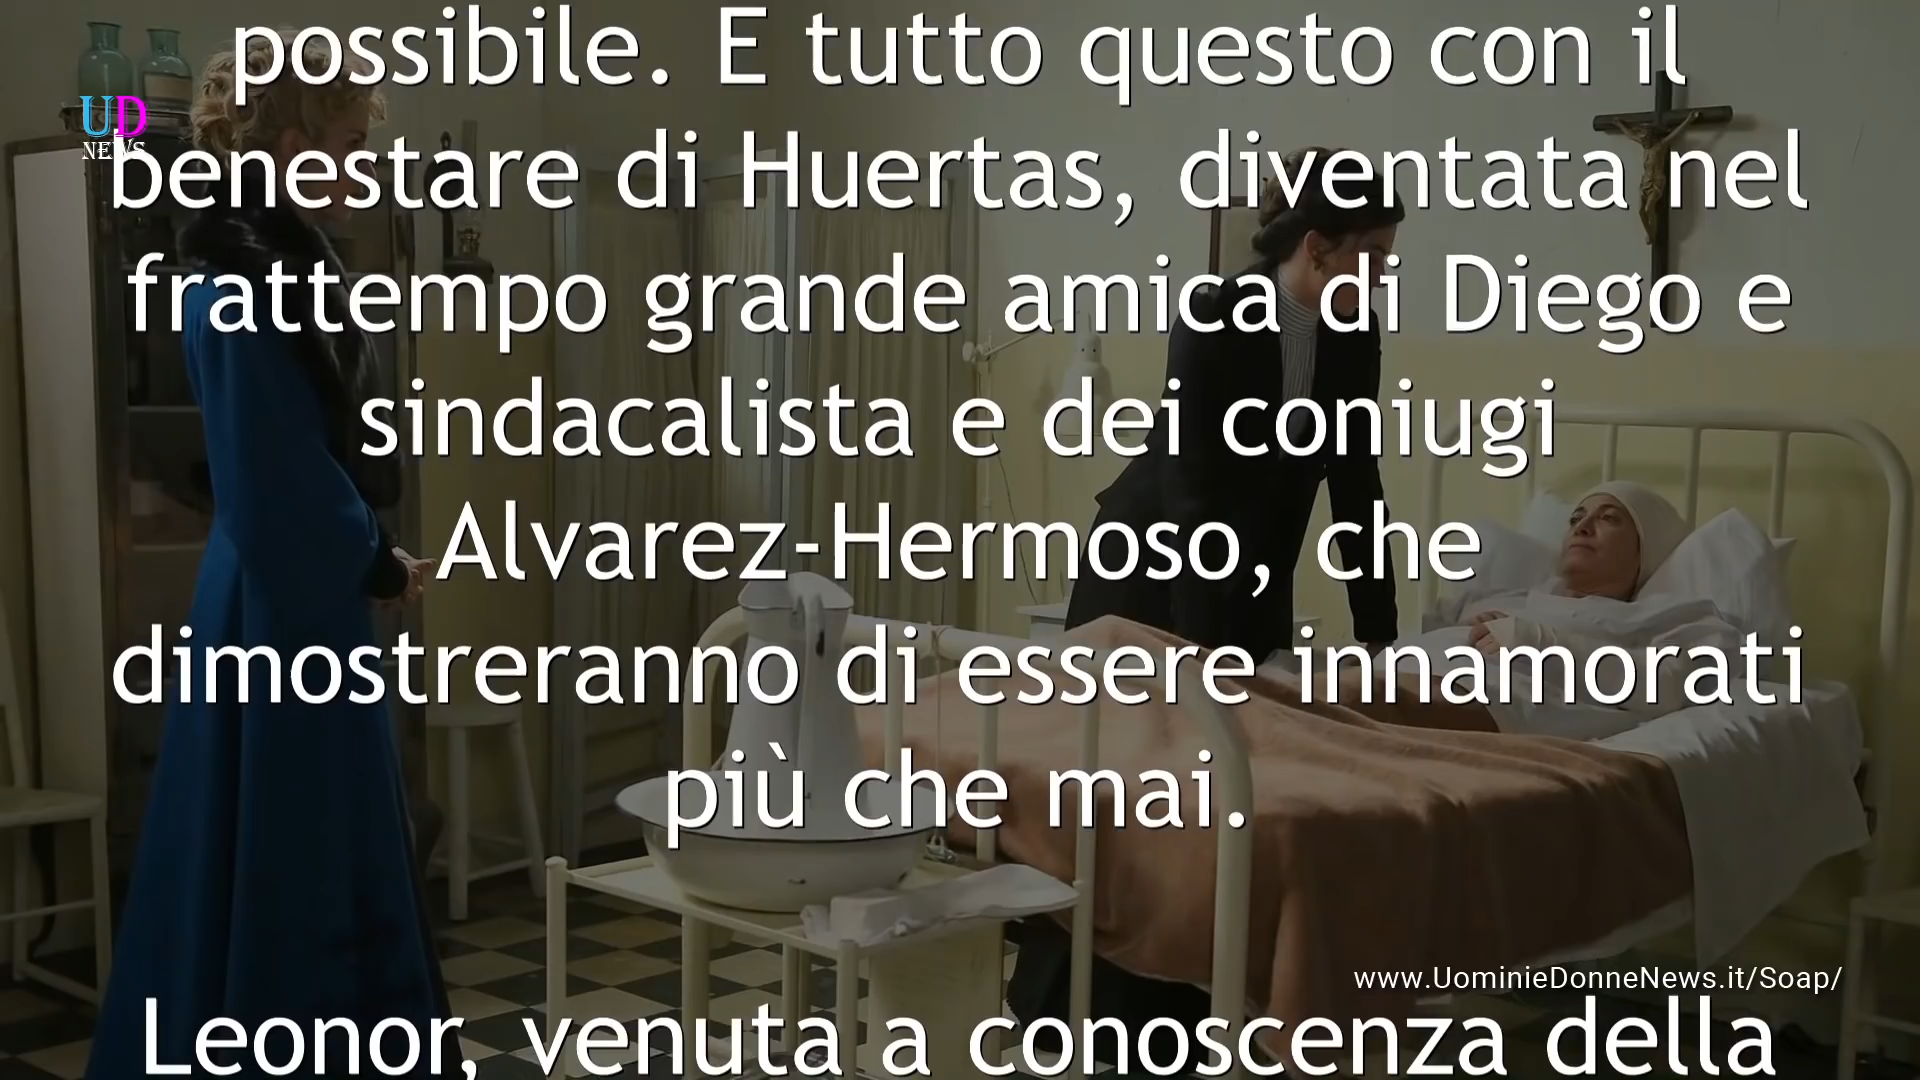 possibile. E tutto questo con il
UD
NEWS
benestare di Huertas, diventata nel
frattempo grande amica di Diego e
sindacalista e dei coniugi
Alvarez-Hermoso, che
dimostreranno di essere innamorati
più che mai.
www.UominieDonneNews.it/Soap/
Leonor, venuta a conoscenza della